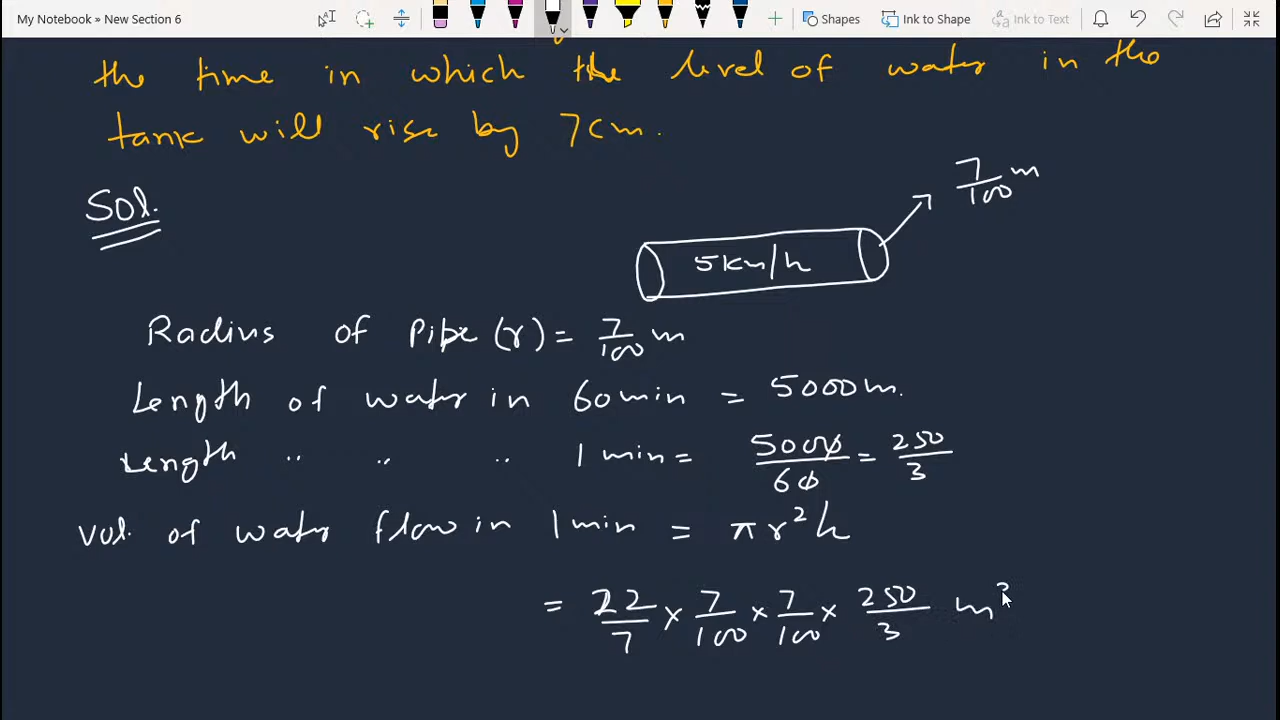 My Notebook » New Section 6
Shapes Ink to Shape Ink to Text
the time in which the level of water in the
tank will rise by 7cm.
Sol.
7/100 m
5km/h
Radius of Pipe (r) = 7/100 m
Length of water in 60min = 5000m.
Length " " " 1 min = 5000/60 = 250/3
Vol. of water flow in 1min = πr²h
= 22/7 × 7/100 × 7/100 × 250/3 m³